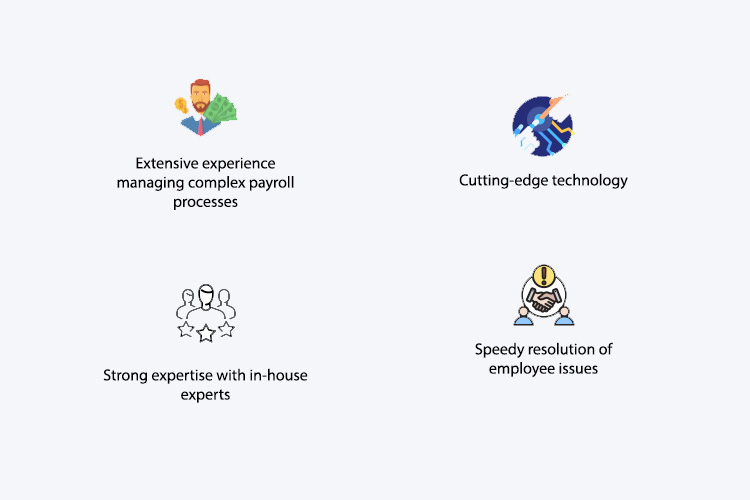 Extensive experience
managing complex payroll
processes
Cutting-edge technology
Strong expertise with in-house
experts
Speedy resolution of
employee issues